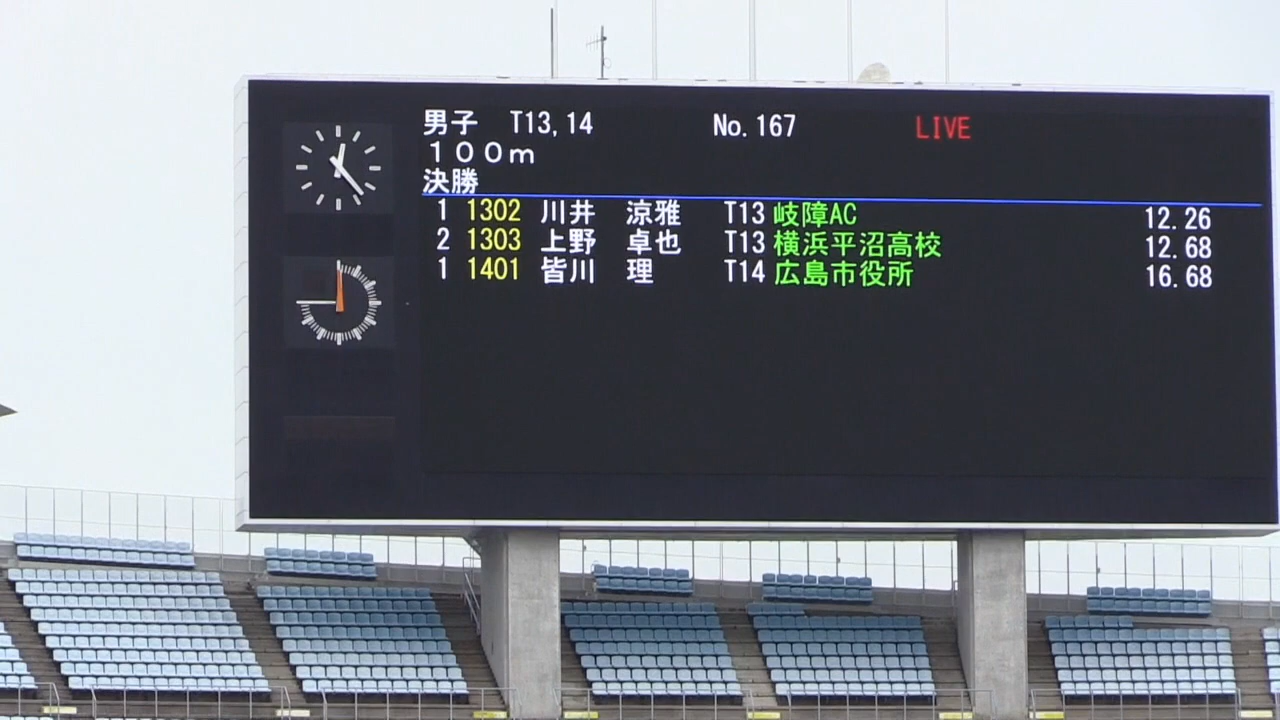 男子 T13,14 No.167 LIVE
100m
決勝
1 1302 川井 涼雅 T13 岐障AC 12.26
2 1303 上野 卓也 T13 横浜平沼高校 12.68
1 1401 皆川 理 T14 広島市役所 16.68